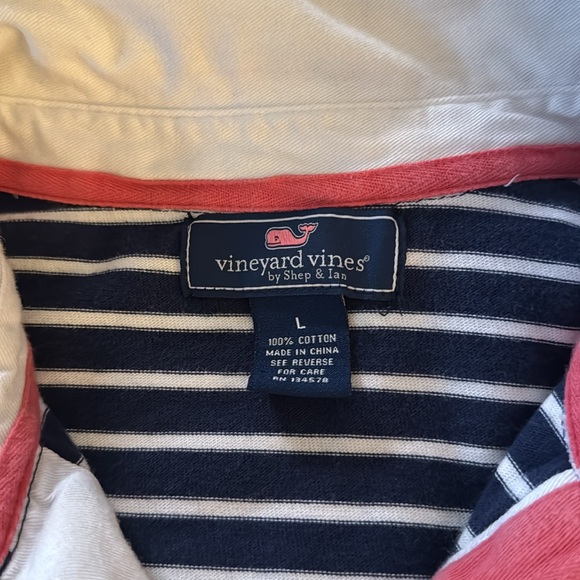 vineyard vines®
by Shep & Ian
L
100% COTTON
MADE IN CHINA
SEE REVERSE
FOR CARE
RN 134578